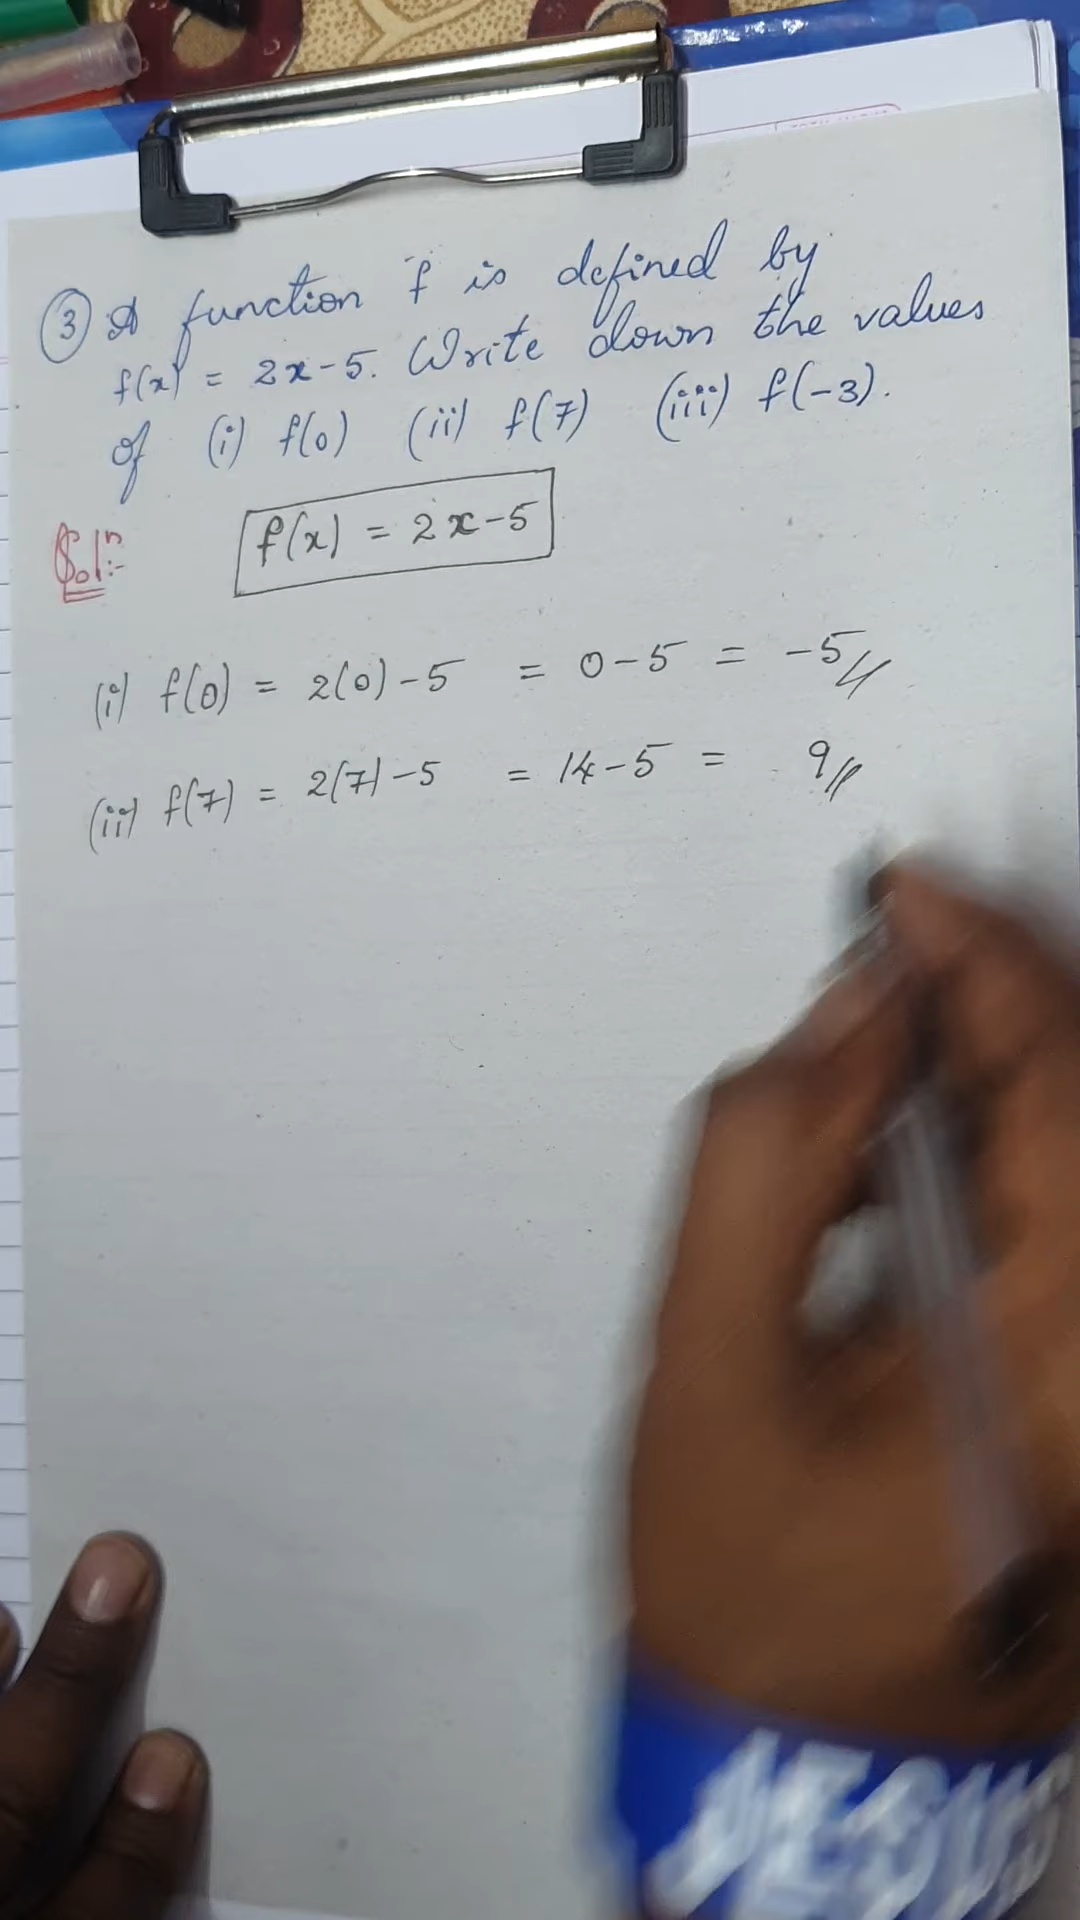 ③ A function f is defined by
f(x) = 2x-5. Write down the values
of (i) f(0) (ii) f(7) (iii) f(-3).
Soln:-
f(x) = 2x-5
(i) f(0) = 2(0)-5 = 0-5 = -5
(ii) f(7) = 2(7)-5 = 14-5 = 9
JESUS